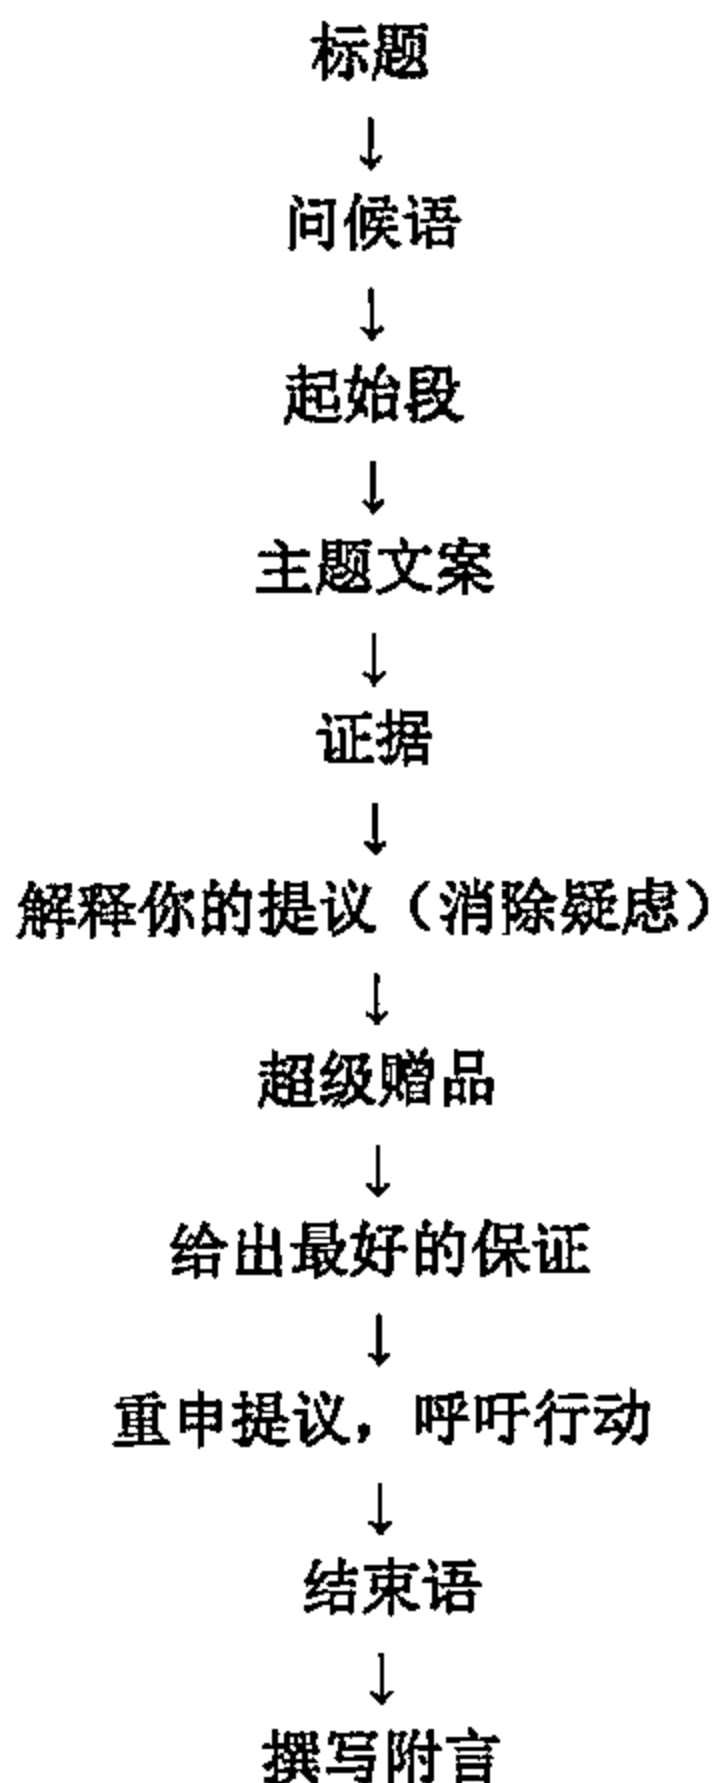 标题
↓
问候语
↓
起始段
↓
主题文案
↓
证据
↓
解释你的提议（消除疑虑）
↓
超级赠品
↓
给出最好的保证
↓
重申提议，呼吁行动
↓
结束语
↓
撰写附言